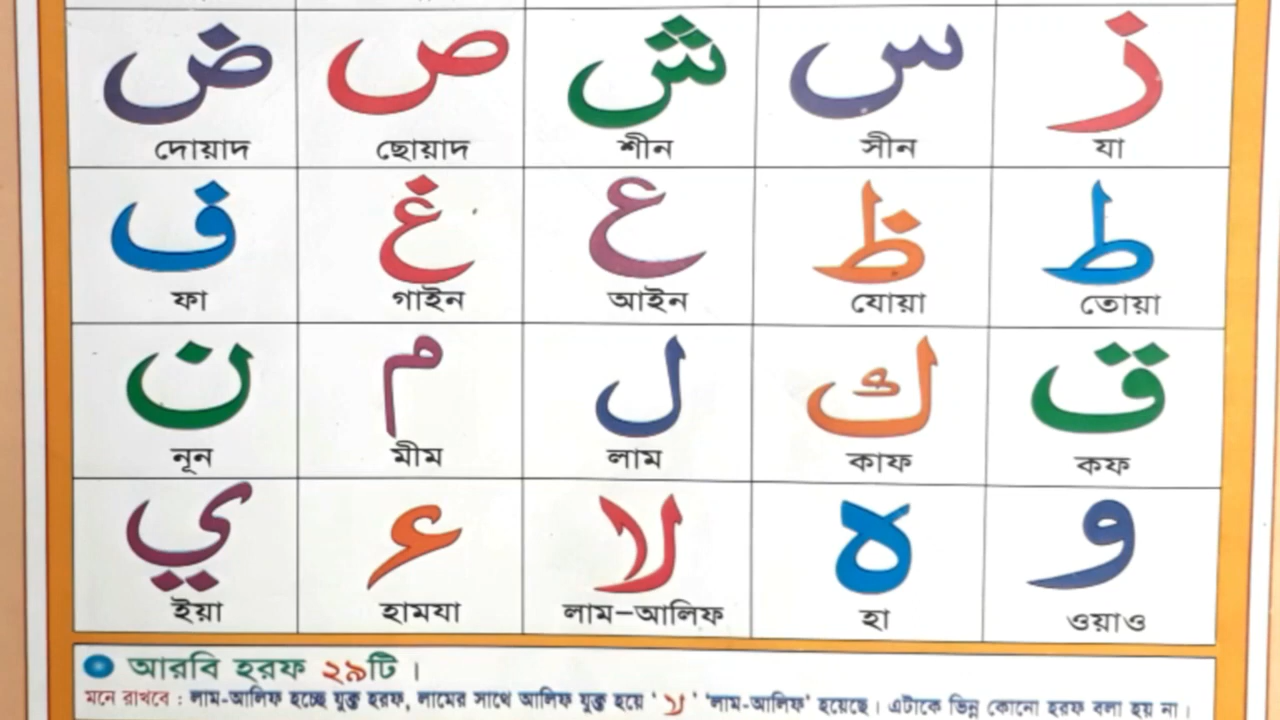 ز س ش ص ض
যা সীন শীন ছোয়াদ দোয়াদ
ط ظ ع غ ف
তোয়া যোয়া আইন গাইন ফা
ق ك ل م ن
কফ কাফ লাম মীম নূন
و ه لا ء ي
ওয়াও হা লাম-আলিফ হামযা ইয়া
আরবি হরফ ২৯টি।
মনে রাখবে : লাম-আলিফ হচ্ছে যুক্ত হরফ, লামের সাথে আলিফ যুক্ত হয়ে ' لا ' 'লাম-আলিফ' হয়েছে। এটাকে ভিন্ন কোনো হরফ বলা হয় না।